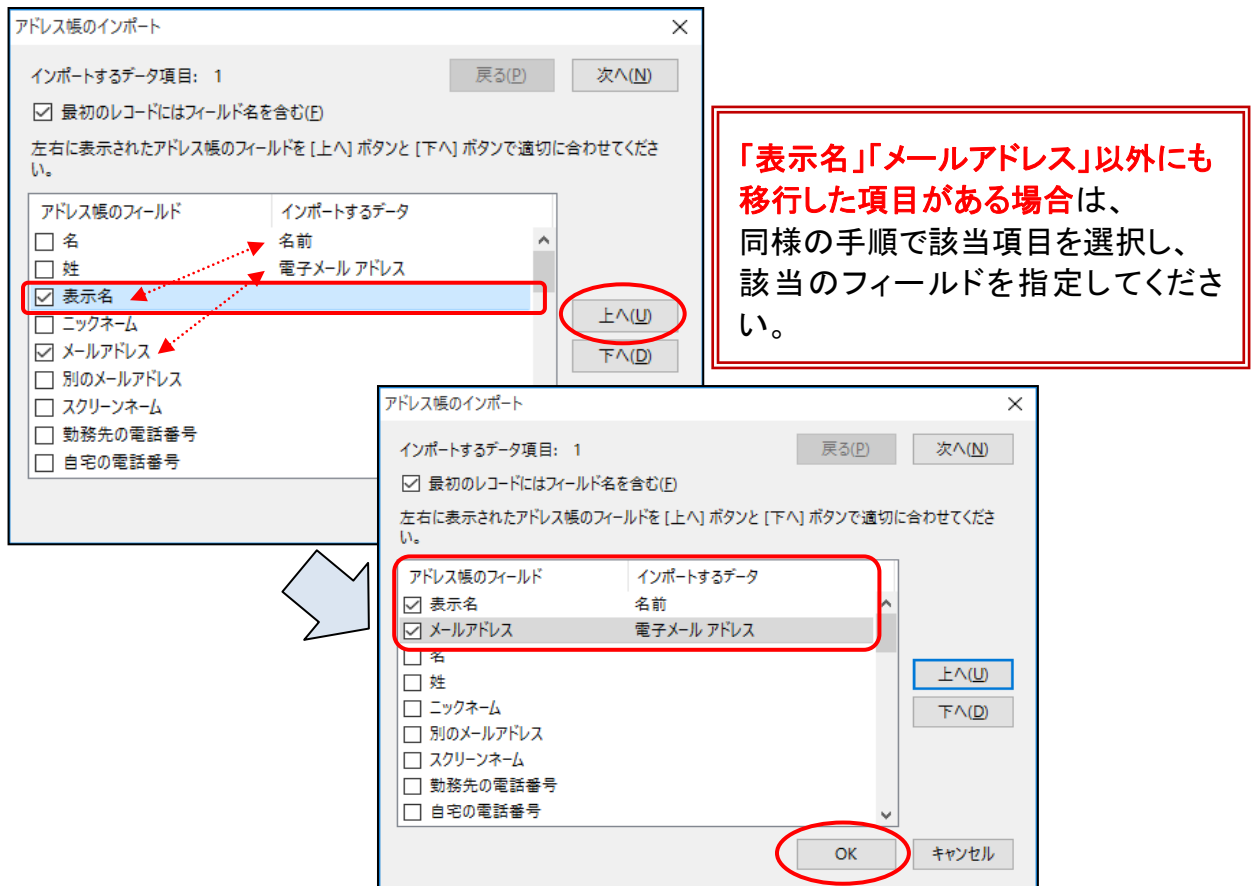 アドレス帳のインポート
インポートするデータ項目: 1
戻る(P) 次へ(N)
最初のレコードにはフィールド名を含む(F)
左右に表示されたアドレス帳のフィールドを [上へ] ボタンと [下へ] ボタンで適切に合わせてくださ
い。
アドレス帳のフィールド インポートするデータ
名 名前
姓 電子メール アドレス
表示名
ニックネーム
メールアドレス
別のメールアドレス
スクリーンネーム
勤務先の電話番号
自宅の電話番号
上へ(U)
下へ(D)
「表示名」「メールアドレス」以外にも
移行した項目がある場合は、
同様の手順で該当項目を選択し、
該当のフィールドを指定してくださ
い。
アドレス帳のインポート
インポートするデータ項目: 1
戻る(P) 次へ(N)
最初のレコードにはフィールド名を含む(F)
左右に表示されたアドレス帳のフィールドを [上へ] ボタンと [下へ] ボタンで適切に合わせてくださ
い。
アドレス帳のフィールド インポートするデータ
表示名 名前
メールアドレス 電子メール アドレス
名
姓
ニックネーム
別のメールアドレス
スクリーンネーム
勤務先の電話番号
自宅の電話番号
上へ(U)
下へ(D)
OK キャンセル